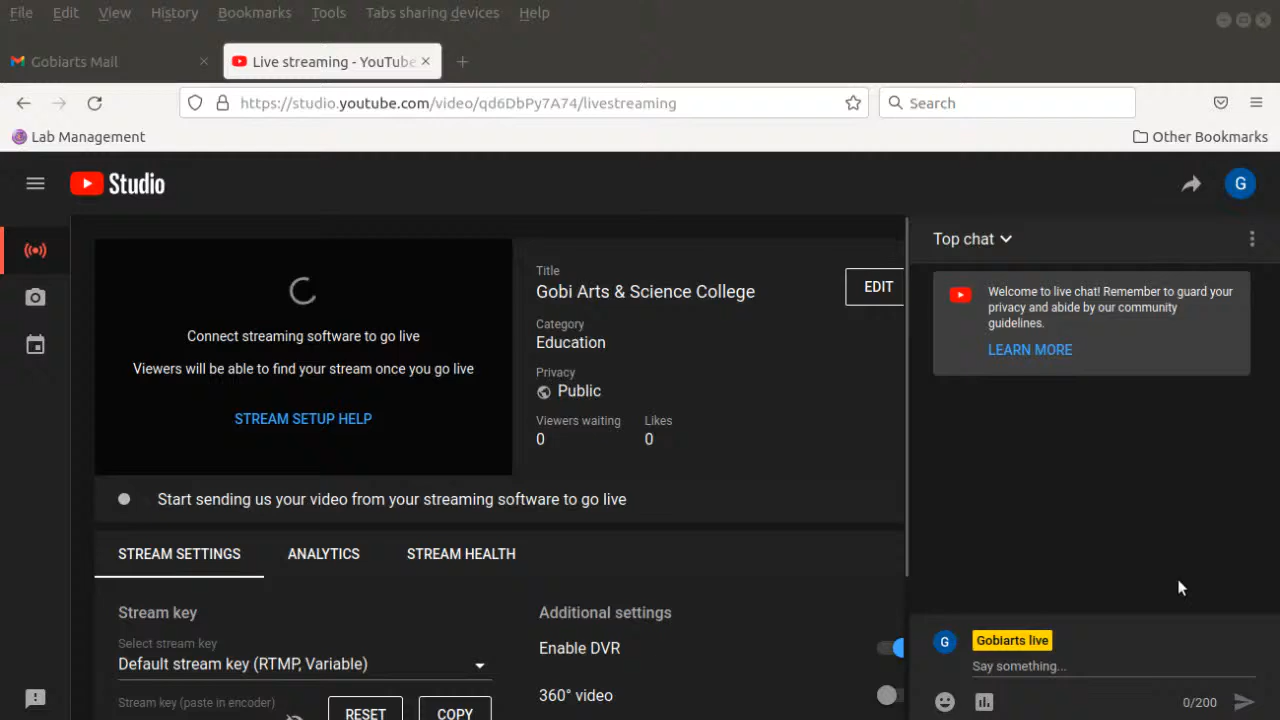 File Edit View History Bookmarks Tools Tabs sharing devices Help
Gobiarts Mail
Live streaming - YouTube
https://studio.youtube.com/video/qd6DbPy7A74/livestreaming
Search
Lab Management
Other Bookmarks
Studio
G
Connect streaming software to go live
Viewers will be able to find your stream once you go live
STREAM SETUP HELP
Title
Gobi Arts & Science College
EDIT
Category
Education
Privacy
Public
Viewers waiting Likes
0 0
Start sending us your video from your streaming software to go live
STREAM SETTINGS ANALYTICS STREAM HEALTH
Stream key
Select stream key
Default stream key (RTMP, Variable)
Stream key (paste in encoder)
RESET COPY
Additional settings
Enable DVR
360° video
Top chat
Welcome to live chat! Remember to guard your
privacy and abide by our community
guidelines.
LEARN MORE
G
Gobiarts live
Say something...
0/200